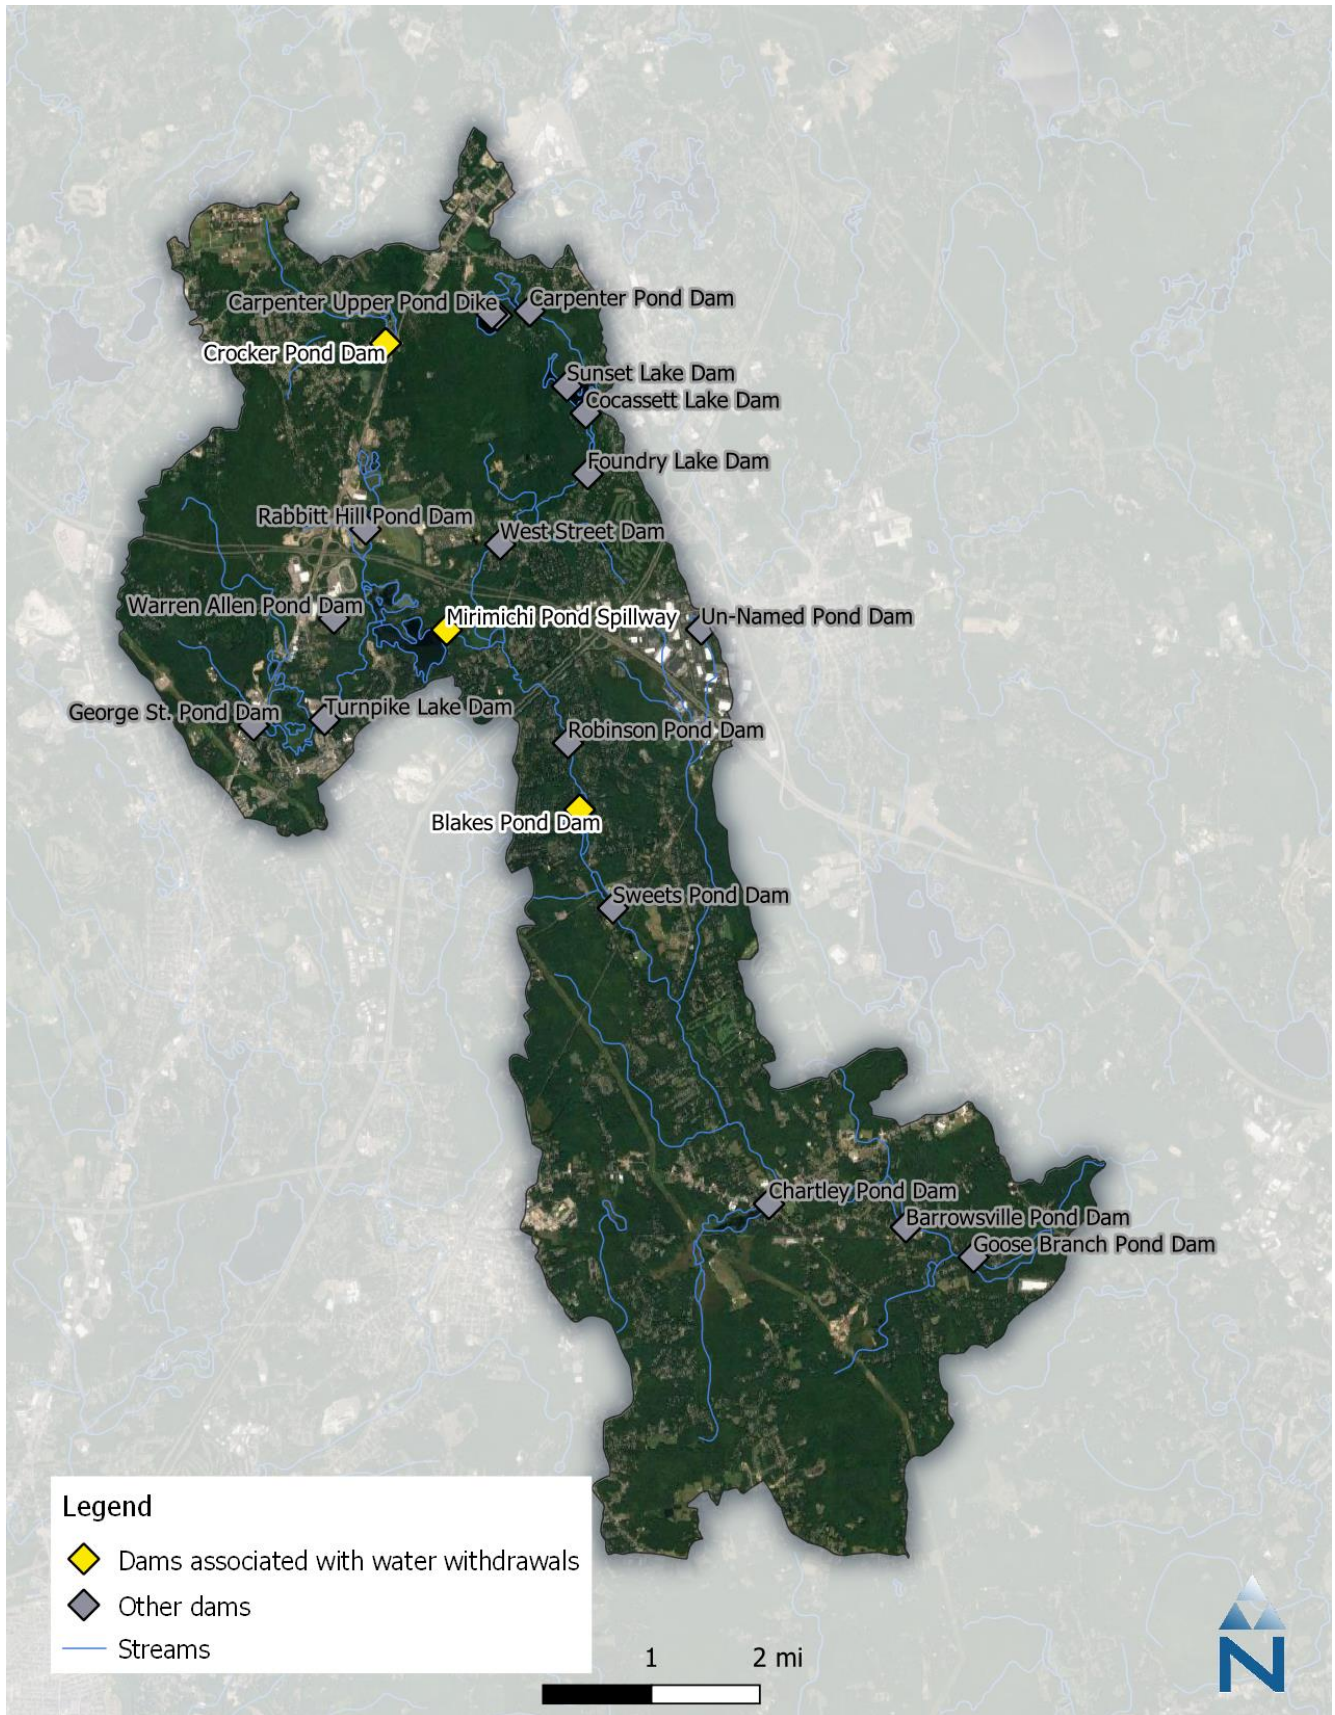 Carpenter Upper Pond Dike
Carpenter Pond Dam
Crocker Pond Dam
Sunset Lake Dam
Cocassett Lake Dam
Foundry Lake Dam
Rabbitt Hill Pond Dam
West Street Dam
Warren Allen Pond Dam
Mirimichi Pond Spillway
Un-Named Pond Dam
George St. Pond Dam
Turnpike Lake Dam
Robinson Pond Dam
Blakes Pond Dam
Sweets Pond Dam
Chartley Pond Dam
Barrowsville Pond Dam
Goose Branch Pond Dam
Legend
Dams associated with water withdrawals
Other dams
Streams
1 2 mi
N